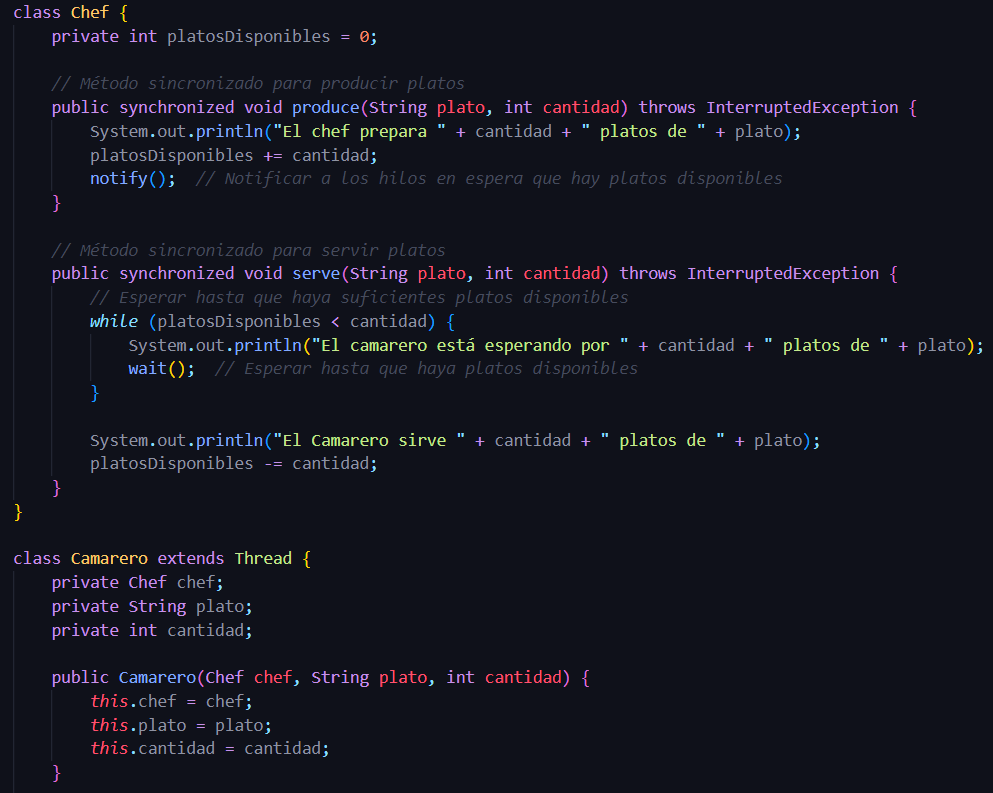 class Chef {
    private int platosDisponibles = 0;

    // Método sincronizado para producir platos
    public synchronized void produce(String plato, int cantidad) throws InterruptedException {
        System.out.println("El chef prepara " + cantidad + " platos de " + plato);
        platosDisponibles += cantidad;
        notify();  // Notificar a los hilos en espera que hay platos disponibles
    }

    // Método sincronizado para servir platos
    public synchronized void serve(String plato, int cantidad) throws InterruptedException {
        // Esperar hasta que haya suficientes platos disponibles
        while (platosDisponibles < cantidad) {
            System.out.println("El camarero está esperando por " + cantidad + " platos de " + plato);
            wait();  // Esperar hasta que haya platos disponibles
        }

        System.out.println("El Camarero sirve " + cantidad + " platos de " + plato);
        platosDisponibles -= cantidad;
    }
}

class Camarero extends Thread {
    private Chef chef;
    private String plato;
    private int cantidad;

    public Camarero(Chef chef, String plato, int cantidad) {
        this.chef = chef;
        this.plato = plato;
        this.cantidad = cantidad;
    }